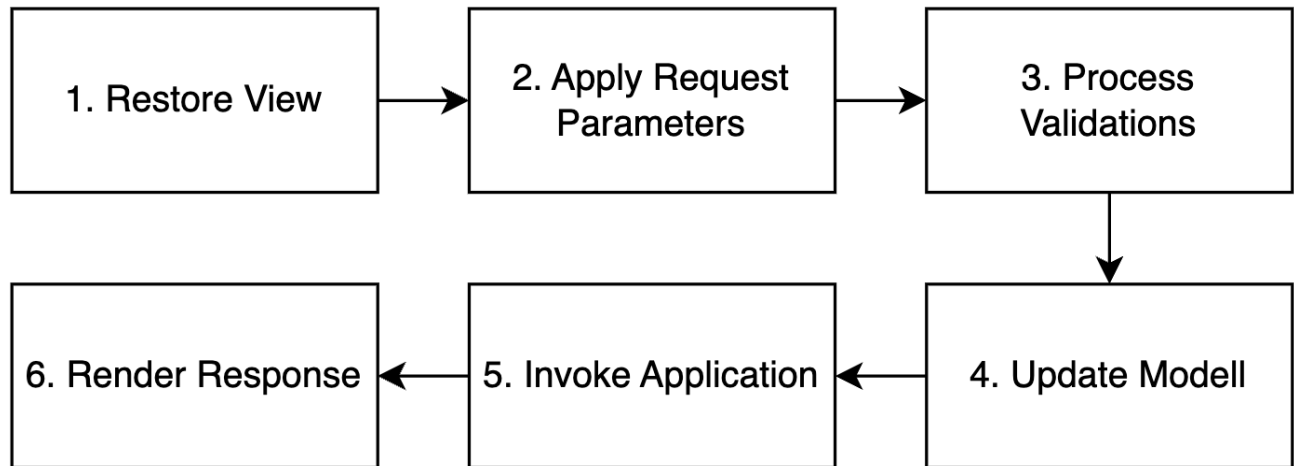 1. Restore View
2. Apply Request
Parameters
3. Process
Validations
4. Update Modell
5. Invoke Application
6. Render Response